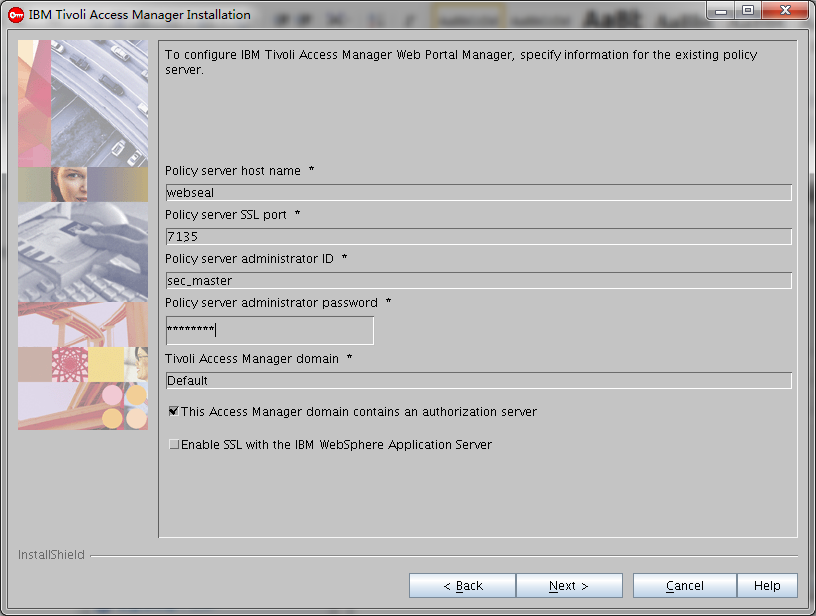 IBM Tivoli Access Manager Installation
To configure IBM Tivoli Access Manager Web Portal Manager, specify information for the existing policy
server.
Policy server host name *
webseal
Policy server SSL port *
7135
Policy server administrator ID *
sec_master
Policy server administrator password *
********
Tivoli Access Manager domain *
Default
This Access Manager domain contains an authorization server
Enable SSL with the IBM WebSphere Application Server
InstallShield
< Back
Next >
Cancel
Help